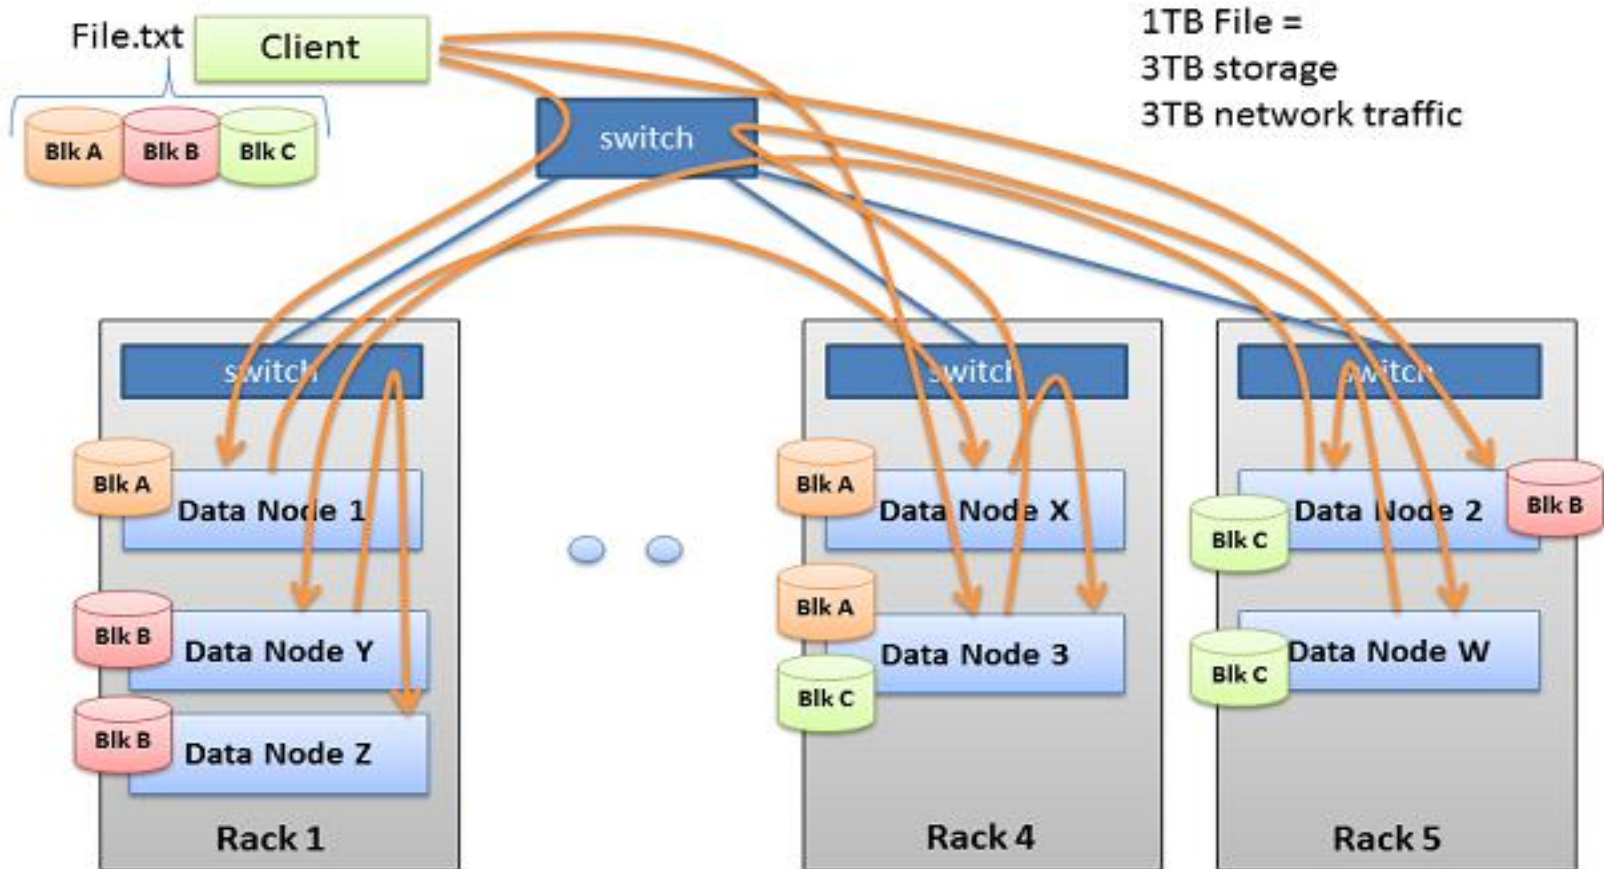 File.txt
Client
1TB File =
3TB storage
3TB network traffic
Blk A
Blk B
Blk C
switch
switch
switch
switch
Blk A
Data Node 1
Blk B
Data Node Y
Blk B
Data Node Z
Rack 1
Blk A
Data Node X
Blk A
Data Node 3
Blk C
Rack 4
Data Node 2
Blk B
Blk C
Data Node W
Blk C
Rack 5